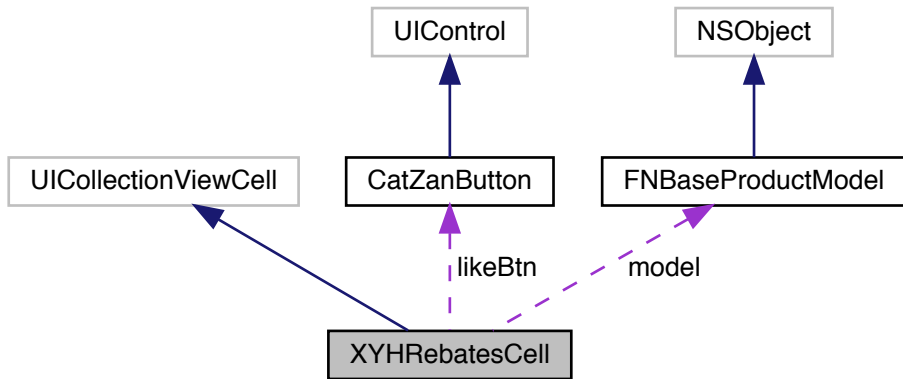 UIControl
NSObject
UICollectionViewCell
CatZanButton
FNBaseProductModel
likeBtn
model
XYHRebatesCell